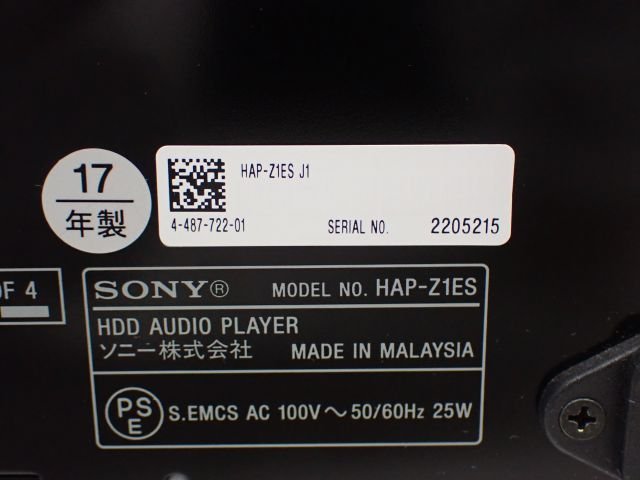 17
年製
HAP-Z1ES J1
4-487-722-01 SERIAL NO. 2205215
OF 4
SONY® MODEL NO. HAP-Z1ES
HDD AUDIO PLAYER
ソニー株式会社 MADE IN MALAYSIA
PS
E
S.EMCS AC 100V～50/60Hz 25W